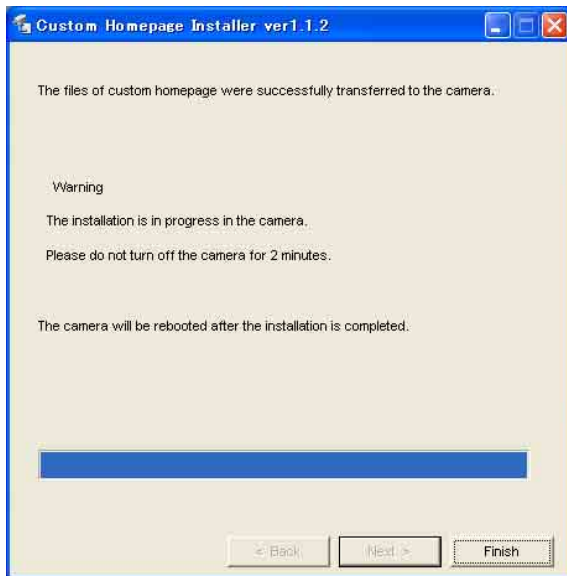 Custom Homepage Installer ver1.1.2
The files of custom homepage were successfully transferred to the camera.
Warning
The installation is in progress in the camera.
Please do not turn off the camera for 2 minutes.
The camera will be rebooted after the installation is completed.
< Back Next > Finish